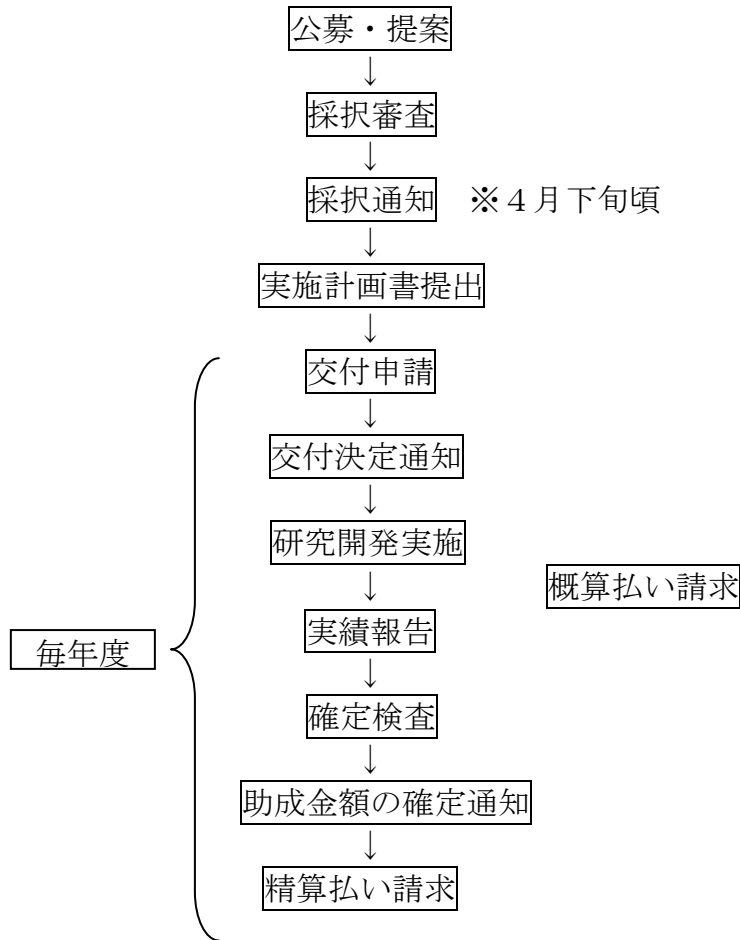 公募・提案
↓
採択審査
↓
採択通知 ※4月下旬頃
↓
実施計画書提出
↓
交付申請
↓
交付決定通知
↓
研究開発実施
↓
概算払い請求
実績報告
毎年度
↓
確定検査
↓
助成金額の確定通知
↓
精算払い請求